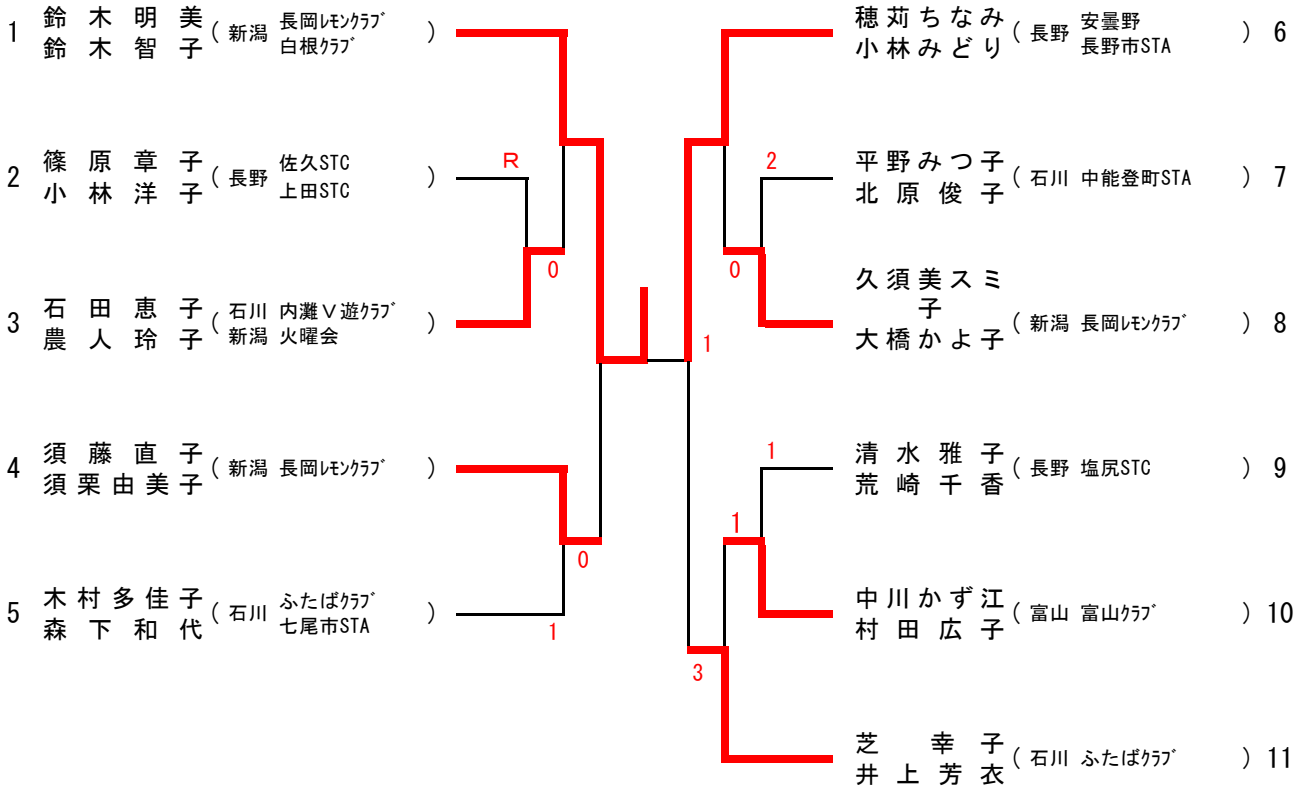 1 鈴木明美 ( 新潟 長岡ﾚﾓﾝｸﾗﾌﾞ )
鈴木智子 白根ｸﾗﾌﾞ
2 篠原章子 ( 長野 佐久STC ) R
小林洋子 上田STC
0
3 石田恵子 ( 石川 内灘Ⅴ遊ｸﾗﾌﾞ )
農人玲子 新潟 火曜会
4 須藤直子 ( 新潟 長岡ﾚﾓﾝｸﾗﾌﾞ )
須栗由美子
0
5 木村多佳子 ( 石川 ふたばｸﾗﾌﾞ )
森下和代 七尾市STA
1
穂苅ちなみ ( 長野 安曇野 ) 6
小林みどり 長野市STA
2 平野みつ子 ( 石川 中能登町STA ) 7
北原俊子
0
久須美スミ
子
大橋かよ子 ( 新潟 長岡ﾚﾓﾝｸﾗﾌﾞ ) 8
1
1 清水雅子 ( 長野 塩尻STC ) 9
荒崎千香
1
中川かず江 ( 富山 富山ｸﾗﾌﾞ ) 10
村田広子
3
芝幸子 ( 石川 ふたばｸﾗﾌﾞ ) 11
井上芳衣